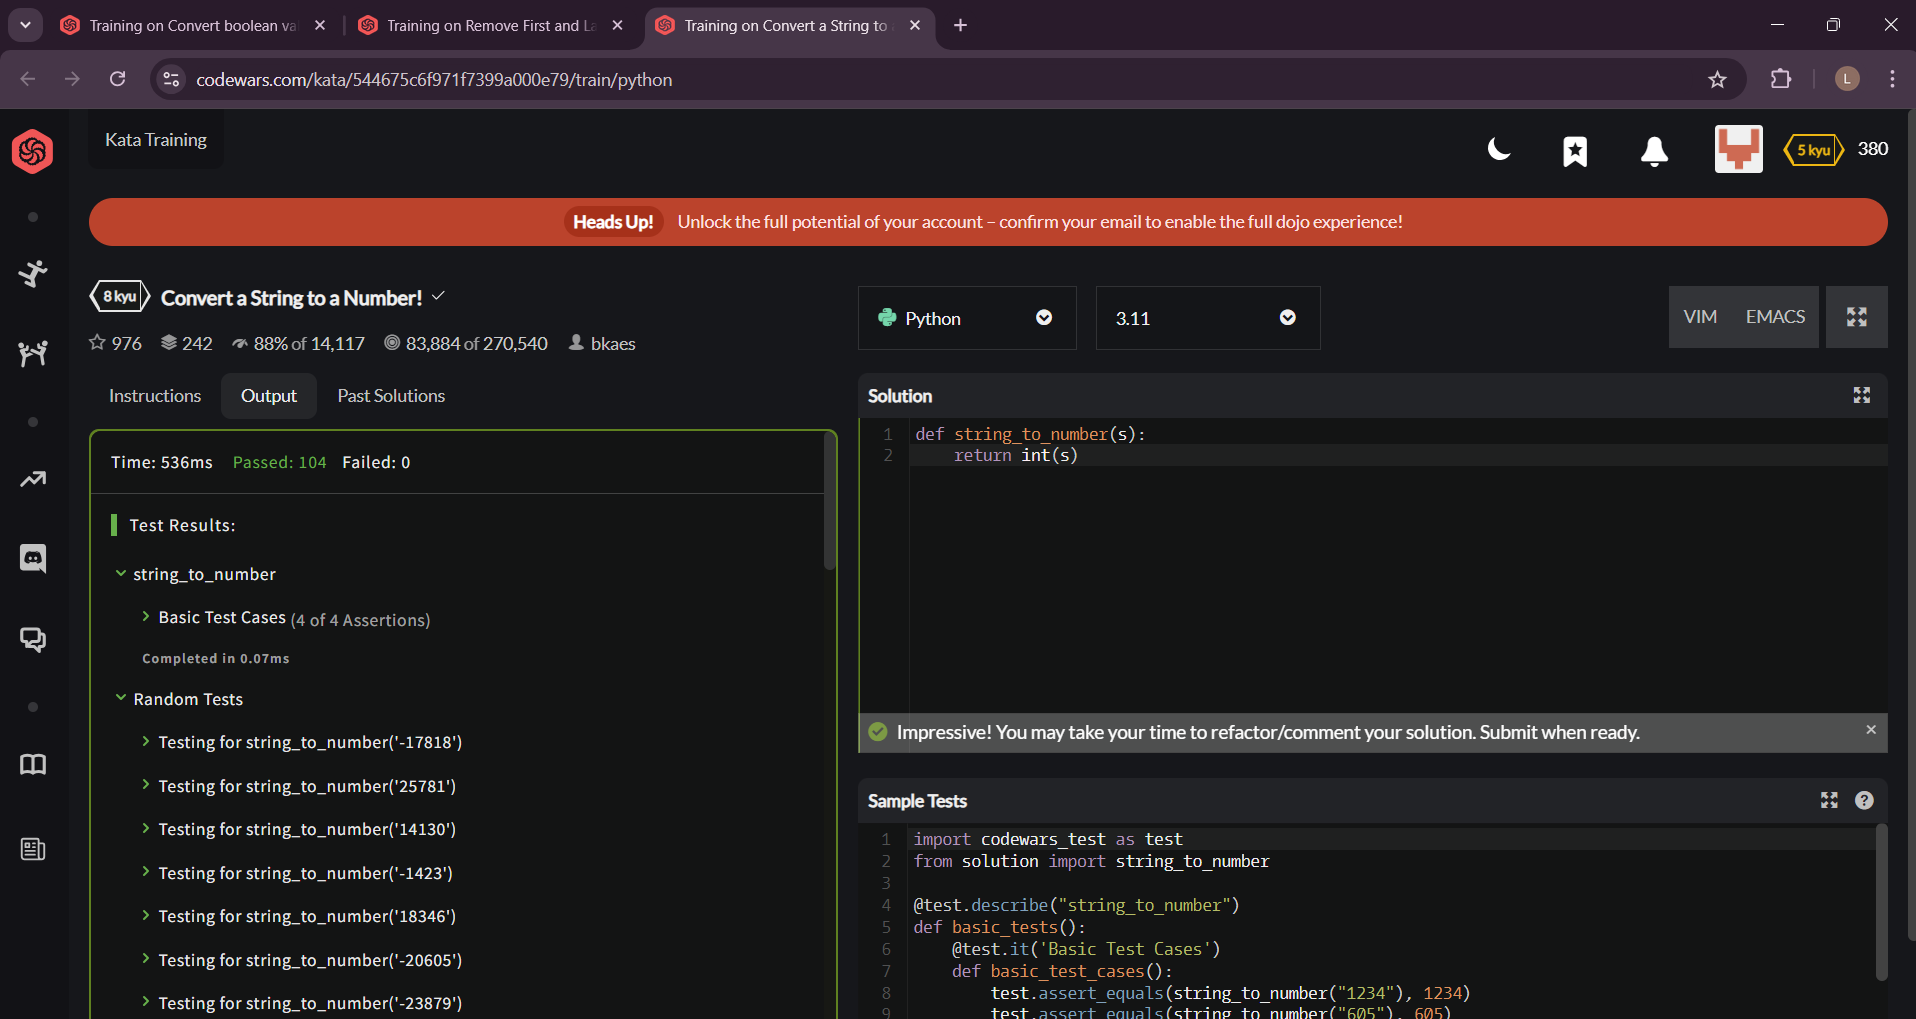 Training on Convert boolean va
Training on Remove First and La
Training on Convert a String to
codewars.com/kata/544675c6f971f7399a000e79/train/python
L
Kata Training
5 kyu
380
Heads Up! Unlock the full potential of your account – confirm your email to enable the full dojo experience!
8 kyu Convert a String to a Number!
976 242 88% of 14,117 83,884 of 270,540 bkaes
Python
3.11
VIM EMACS
Instructions Output Past Solutions
Time: 536ms Passed: 104 Failed: 0
Test Results:
string_to_number
Basic Test Cases (4 of 4 Assertions)
Completed in 0.07ms
Random Tests
Testing for string_to_number('-17818')
Testing for string_to_number('25781')
Testing for string_to_number('14130')
Testing for string_to_number('-1423')
Testing for string_to_number('18346')
Testing for string_to_number('-20605')
Testing for string_to_number('-23879')
Solution
1 def string_to_number(s):
2     return int(s)
Impressive! You may take your time to refactor/comment your solution. Submit when ready.
Sample Tests
1 import codewars_test as test
2 from solution import string_to_number
3
4 @test.describe("string_to_number")
5 def basic_tests():
6     @test.it('Basic Test Cases')
7     def basic_test_cases():
8         test.assert_equals(string_to_number("1234"), 1234)
9         test.assert_equals(string_to_number("605"), 605)